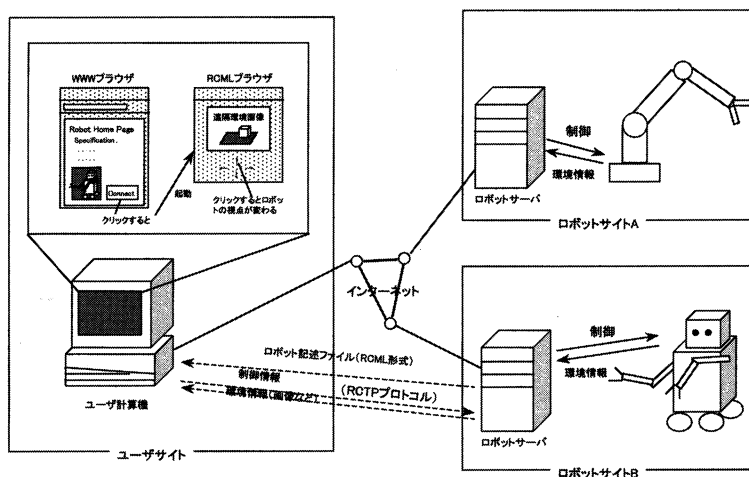 WWWブラウザ
RCMLブラウザ
Robot Home Page
Specification.
Connect
クリックすると
起動
遠隔環境画像
クリックするとロボッ
トの視点が変わる
ユーザ計算機
ユーザサイト
インターネット
ロボット記述ファイル(RCML形式)
制御情報
環境情報(画像など)
(RCTPプロトコル)
制御
環境情報
ロボットサーバ
ロボットサイトA
制御
環境情報
ロボットサーバ
ロボットサイトB